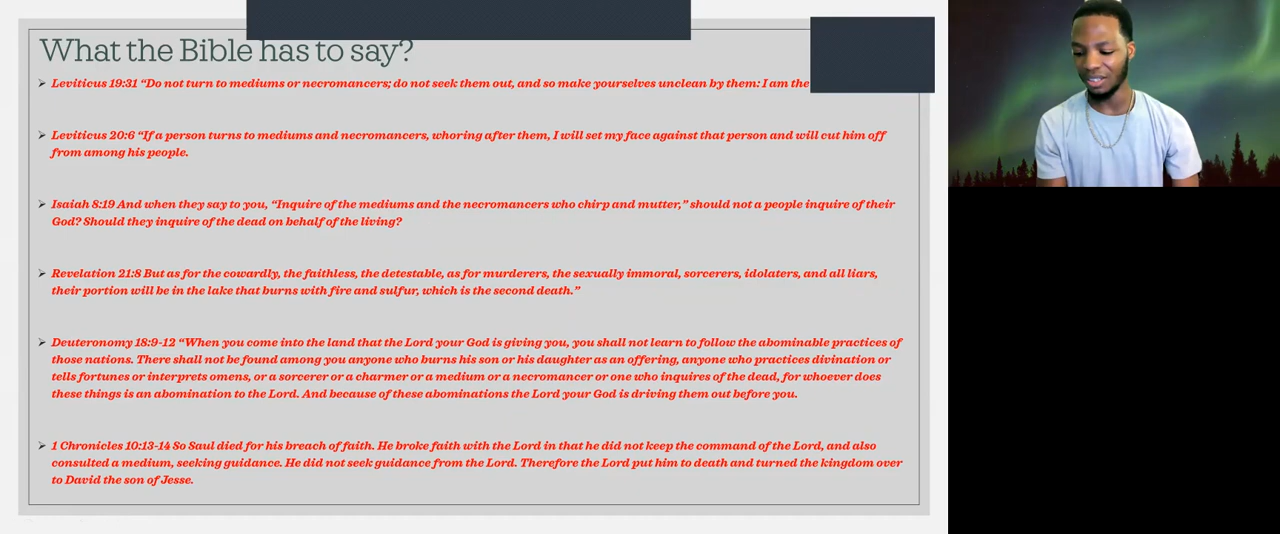 What the Bible has to say?
Leviticus 19:31 “Do not turn to mediums or necromancers; do not seek them out, and so make yourselves unclean by them: I am the
Leviticus 20:6 “If a person turns to mediums and necromancers, whoring after them, I will set my face against that person and will cut him off
from among his people.
Isaiah 8:19 And when they say to you, “Inquire of the mediums and the necromancers who chirp and mutter,” should not a people inquire of their
God? Should they inquire of the dead on behalf of the living?
Revelation 21:8 But as for the cowardly, the faithless, the detestable, as for murderers, the sexually immoral, sorcerers, idolaters, and all liars,
their portion will be in the lake that burns with fire and sulfur, which is the second death.”
Deuteronomy 18:9-12 “When you come into the land that the Lord your God is giving you, you shall not learn to follow the abominable practices of
those nations. There shall not be found among you anyone who burns his son or his daughter as an offering, anyone who practices divination or
tells fortunes or interprets omens, or a sorcerer or a charmer or a medium or a necromancer or one who inquires of the dead, for whoever does
these things is an abomination to the Lord. And because of these abominations the Lord your God is driving them out before you.
1 Chronicles 10:13-14 So Saul died for his breach of faith. He broke faith with the Lord in that he did not keep the command of the Lord, and also
consulted a medium, seeking guidance. He did not seek guidance from the Lord. Therefore the Lord put him to death and turned the kingdom over
to David the son of Jesse.